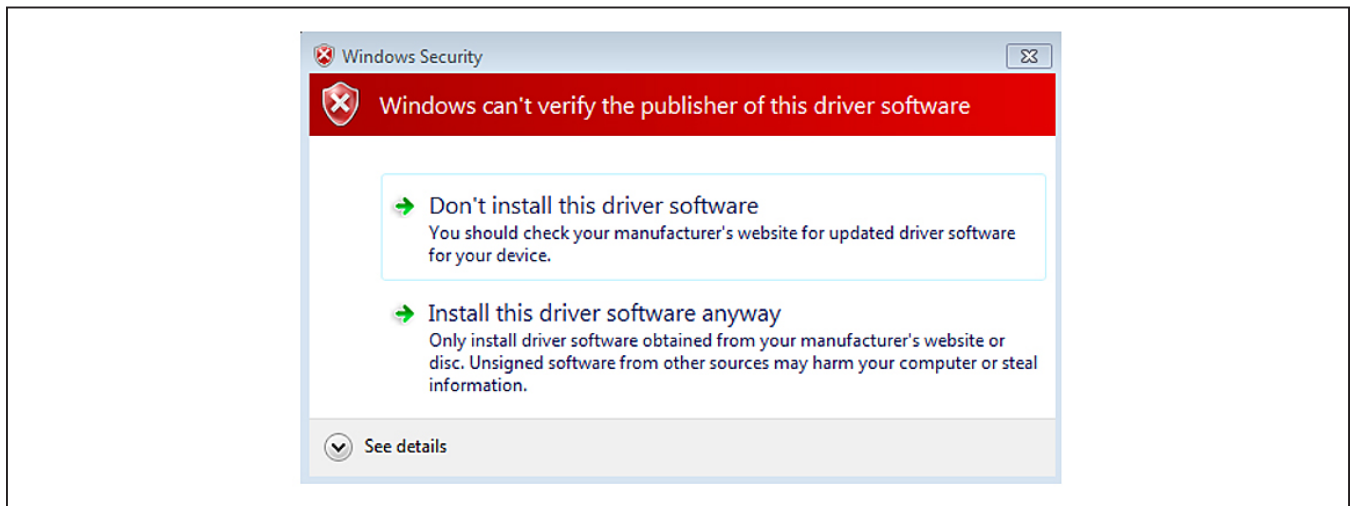 Windows Security
Windows can't verify the publisher of this driver software
Don't install this driver software
You should check your manufacturer's website for updated driver software
for your device.
Install this driver software anyway
Only install driver software obtained from your manufacturer's website or
disc. Unsigned software from other sources may harm your computer or steal
information.
See details